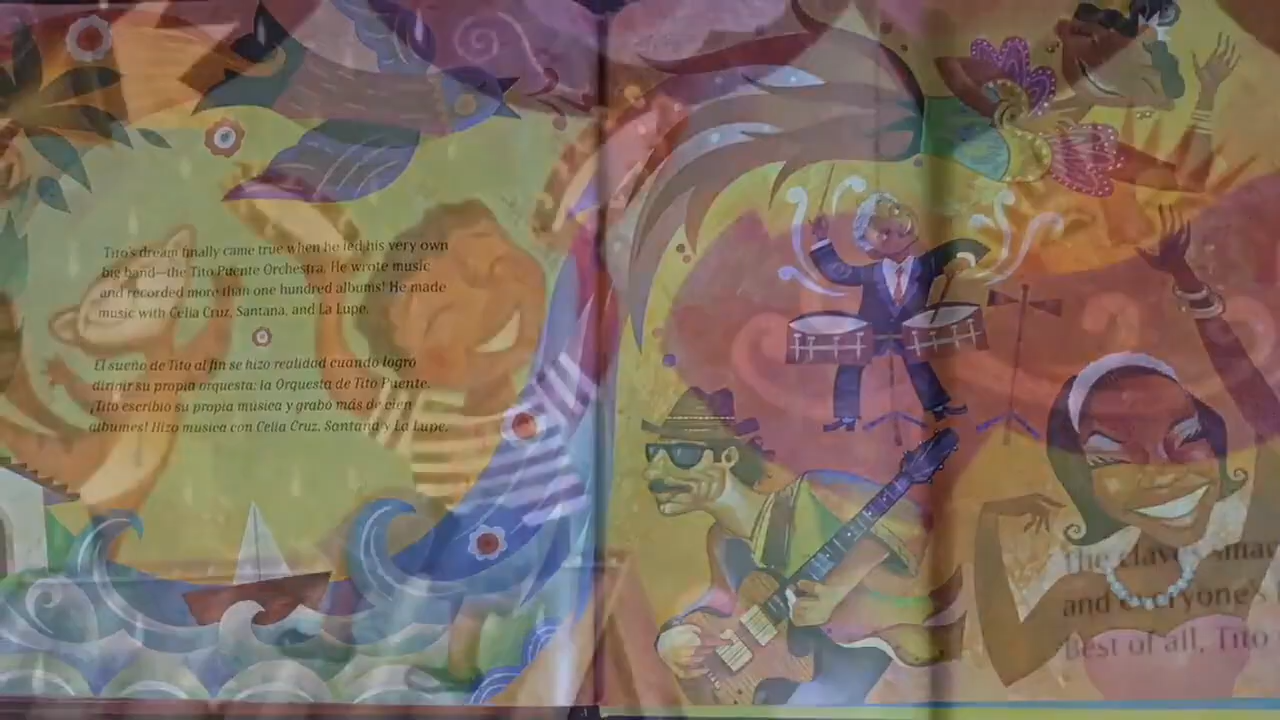 Tito's dream finally came true when he led his very own
big band—the Tito Puente Orchestra. He wrote music
and recorded more than one hundred albums! He made
music with Celia Cruz, Santana, and La Lupe.
El sueño de Tito al fin se hizo realidad cuando logró
dirigir su propia orquesta: la Orquesta de Tito Puente.
¡Tito escribió su propia música y grabó más de cien
álbumes! Hizo música con Celia Cruz, Santana y La Lupe.
The claves
and everyone's
Best of all, Tito